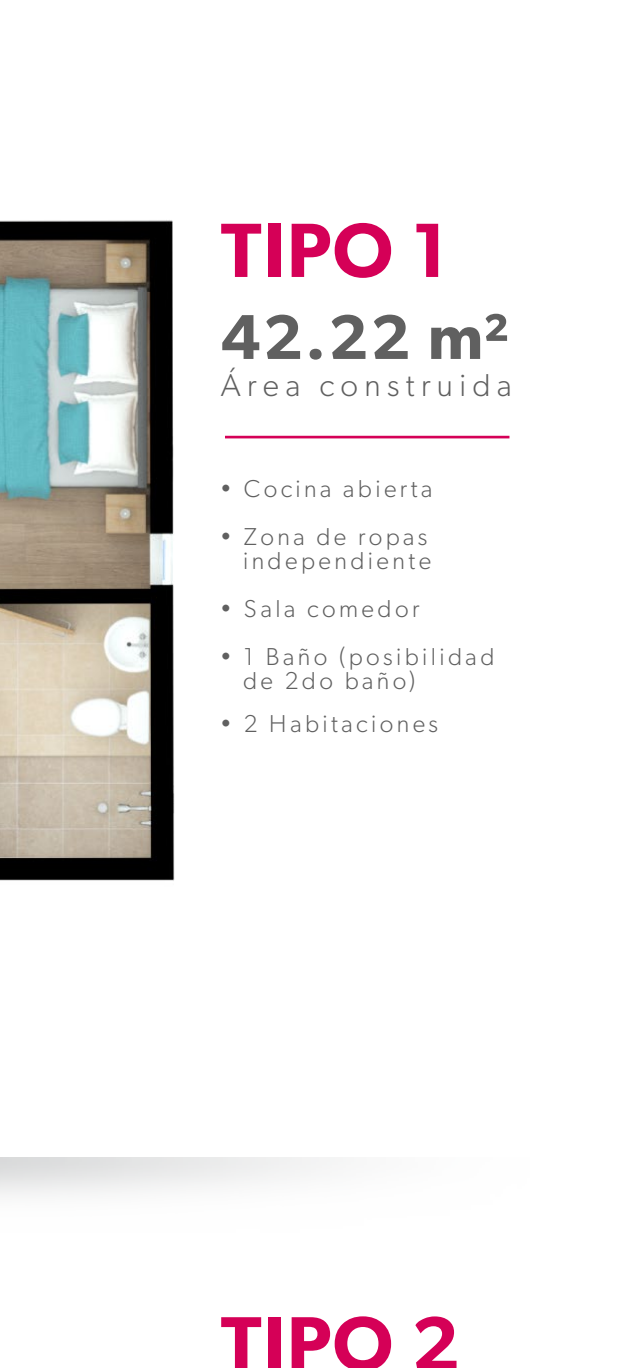 TIPO 1
42.22 m²
Área construida
• Cocina abierta
• Zona de ropas
independiente
• Sala comedor
• 1 Baño (posibilidad
de 2do baño)
• 2 Habitaciones
TIPO 2